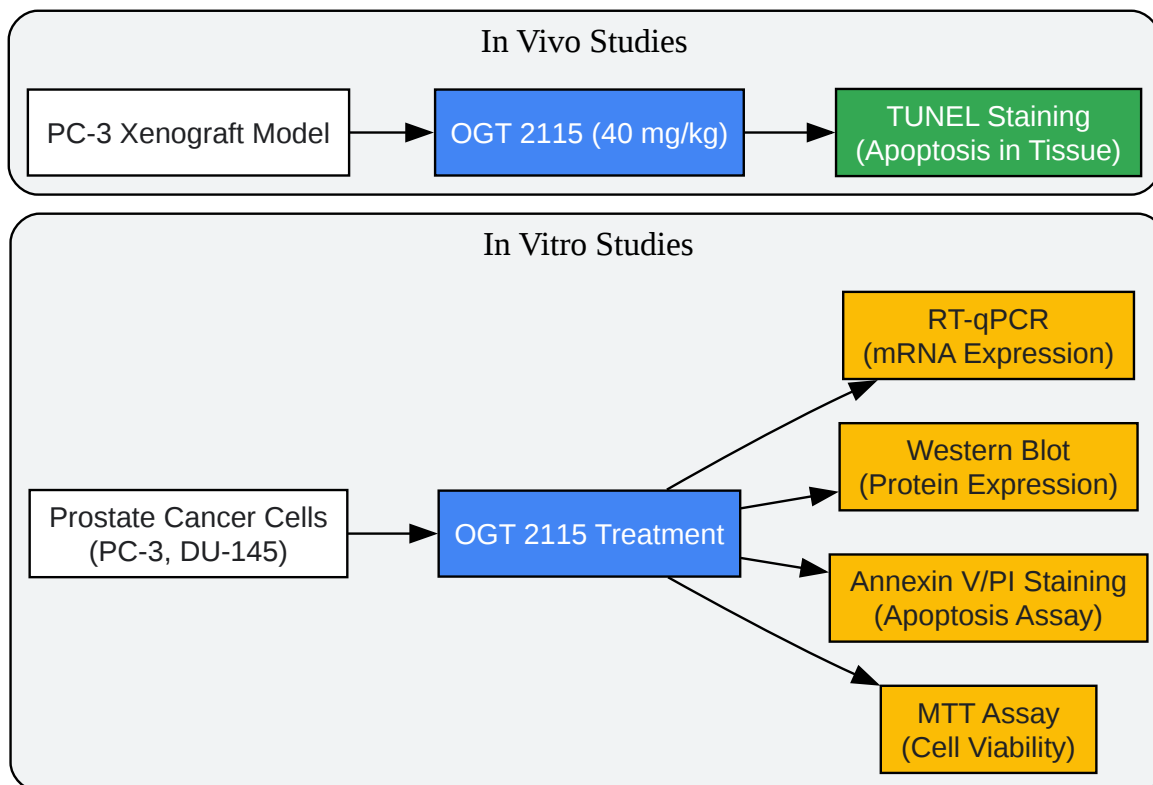 In Vivo Studies
PC-3 Xenograft Model
OGT 2115 (40 mg/kg)
TUNEL Staining
(Apoptosis in Tissue)
In Vitro Studies
Prostate Cancer Cells
(PC-3, DU-145)
OGT 2115 Treatment
RT-qPCR
(mRNA Expression)
Western Blot
(Protein Expression)
Annexin V/PI Staining
(Apoptosis Assay)
MTT Assay
(Cell Viability)